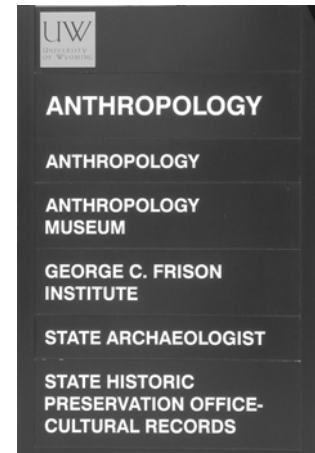 UW
UNIVERSITY
OF WYOMING
ANTHROPOLOGY
ANTHROPOLOGY
ANTHROPOLOGY
MUSEUM
GEORGE C. FRISON
INSTITUTE
STATE ARCHAEOLOGIST
STATE HISTORIC
PRESERVATION OFFICE-
CULTURAL RECORDS